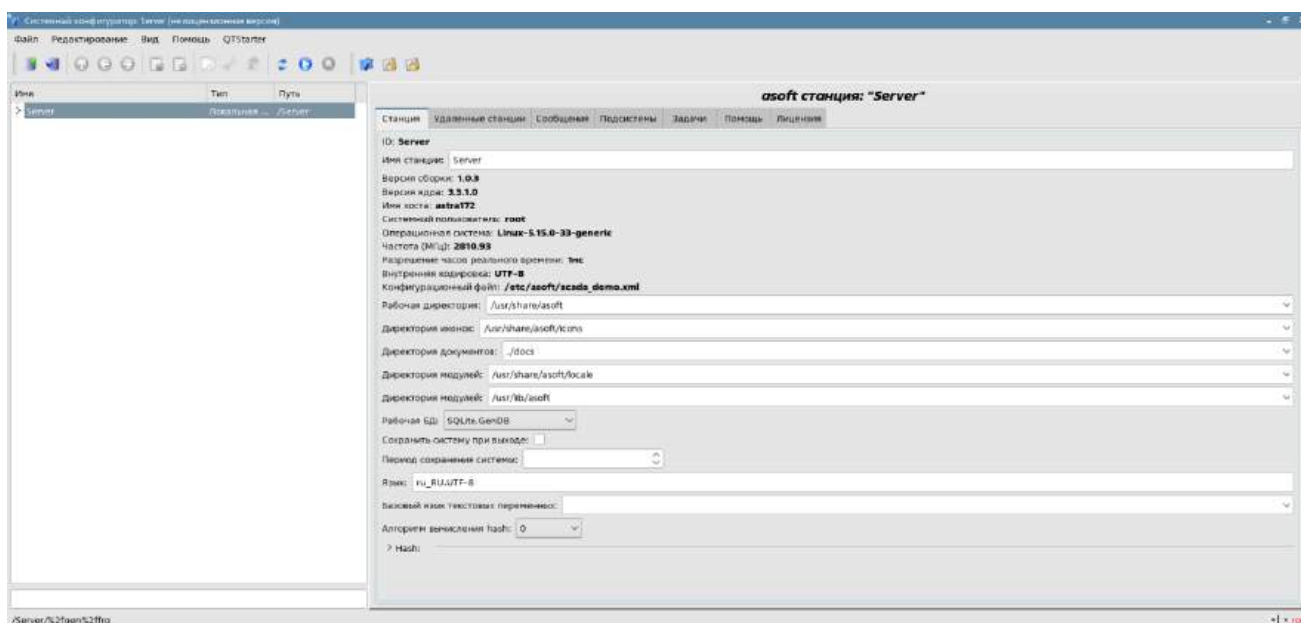 Системный конфигуратор: Server (не лицензионная версия)
Файл Редактирование Вид Помощь QTStarter
Имя Тип Путь
Server Локальная ... /Server
asoft станция: "Server"
Станция Удаленные станции Сообщения Подсистемы Задачи Помощь Лицензия
ID: Server
Имя станции: Server
Версия сборки: 1.0.3
Версия ядра: 3.3.1.0
Имя хоста: astra172
Системный пользователь: root
Операционная система: Linux-5.15.0-33-generic
Частота (МГц): 2810.93
Разрешение часов реального времени: 1нс
Внутренняя кодировка: UTF-8
Конфигурационный файл: /etc/asoft/scada_demo.xml
Рабочая директория: /usr/share/asoft
Директория иконок: /usr/share/asoft/icons
Директория документов: ./docs
Директория модулей: /usr/share/asoft/locale
Директория модулей: /usr/lib/asoft
Рабочая БД: SQLite.GenDB
Сохранить систему при выходе:
Период сохранения системы:
Язык: ru_RU.UTF-8
Базовый язык текстовых переменных:
Алгоритм вычисления hash: 0
Hash: